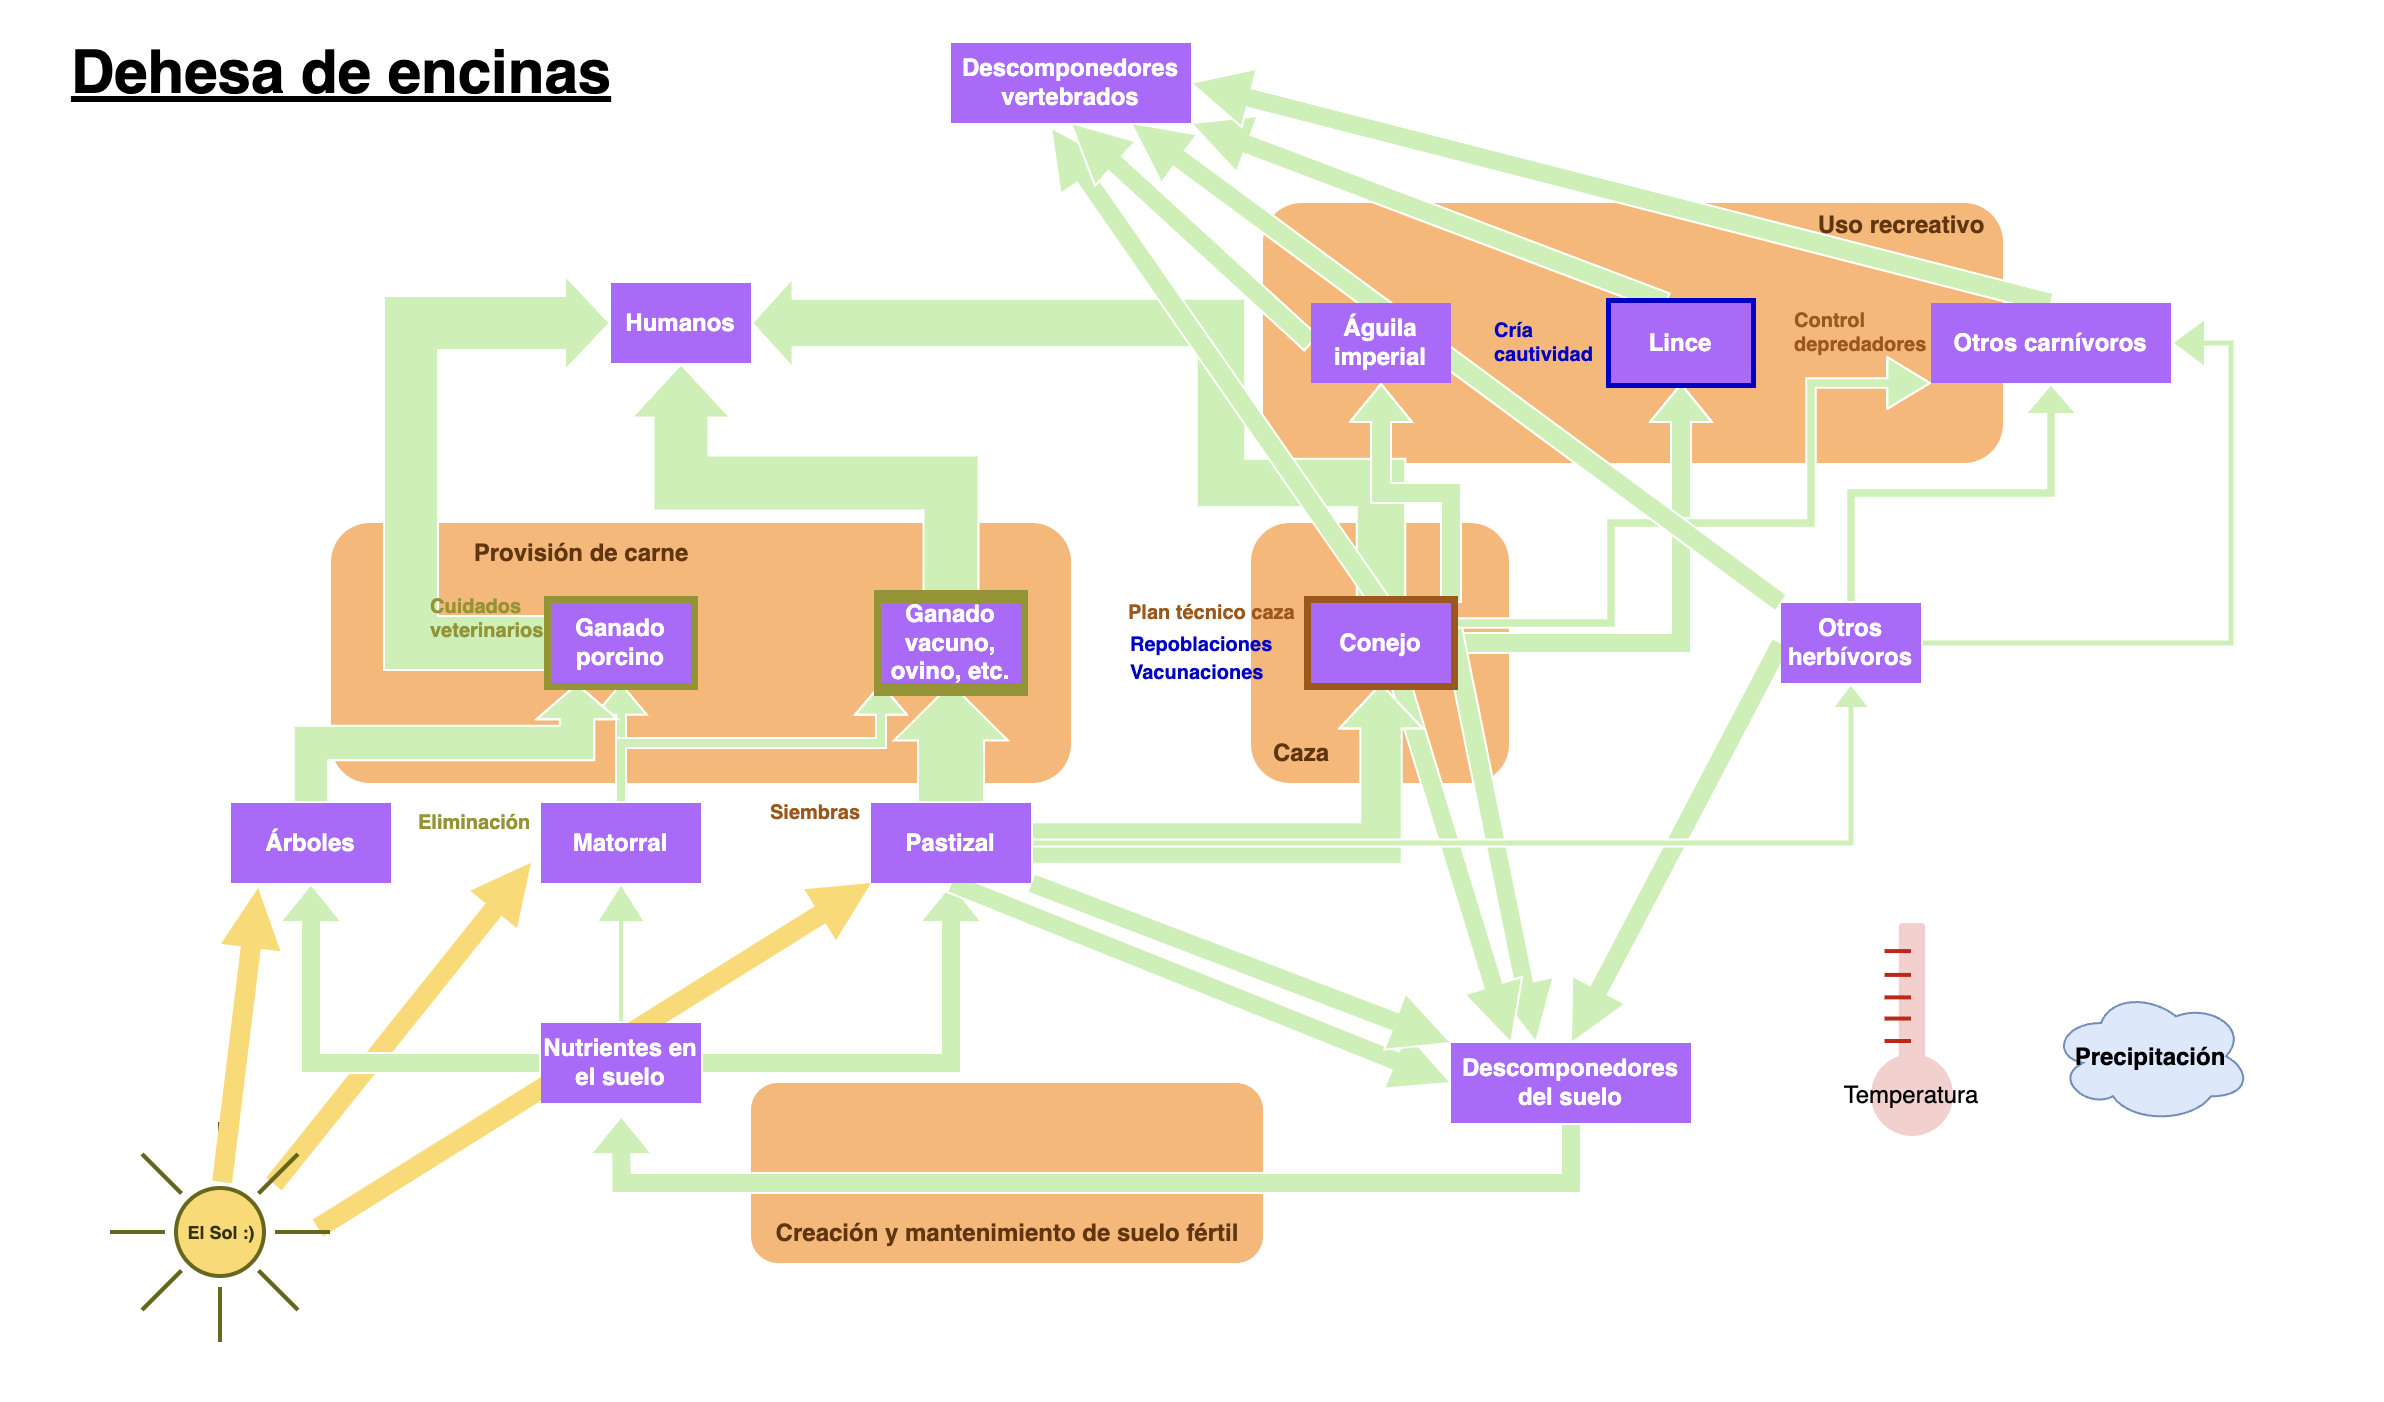 Dehesa de encinas
Descomponedores
vertebrados
Uso recreativo
Humanos
Águila
imperial
Cría
cautividad
Lince
Control
depredadores
Otros carnívoros
Provisión de carne
Cuidados
veterinarios
Ganado
porcino
Ganado
vacuno,
ovino, etc.
Plan técnico caza
Repoblaciones
Vacunaciones
Conejo
Otros
herbívoros
Caza
Árboles
Eliminación
Matorral
Siembras
Pastizal
Nutrientes en
el suelo
Descomponedores
del suelo
Temperatura
Precipitación
El Sol :)
Creación y mantenimiento de suelo fértil